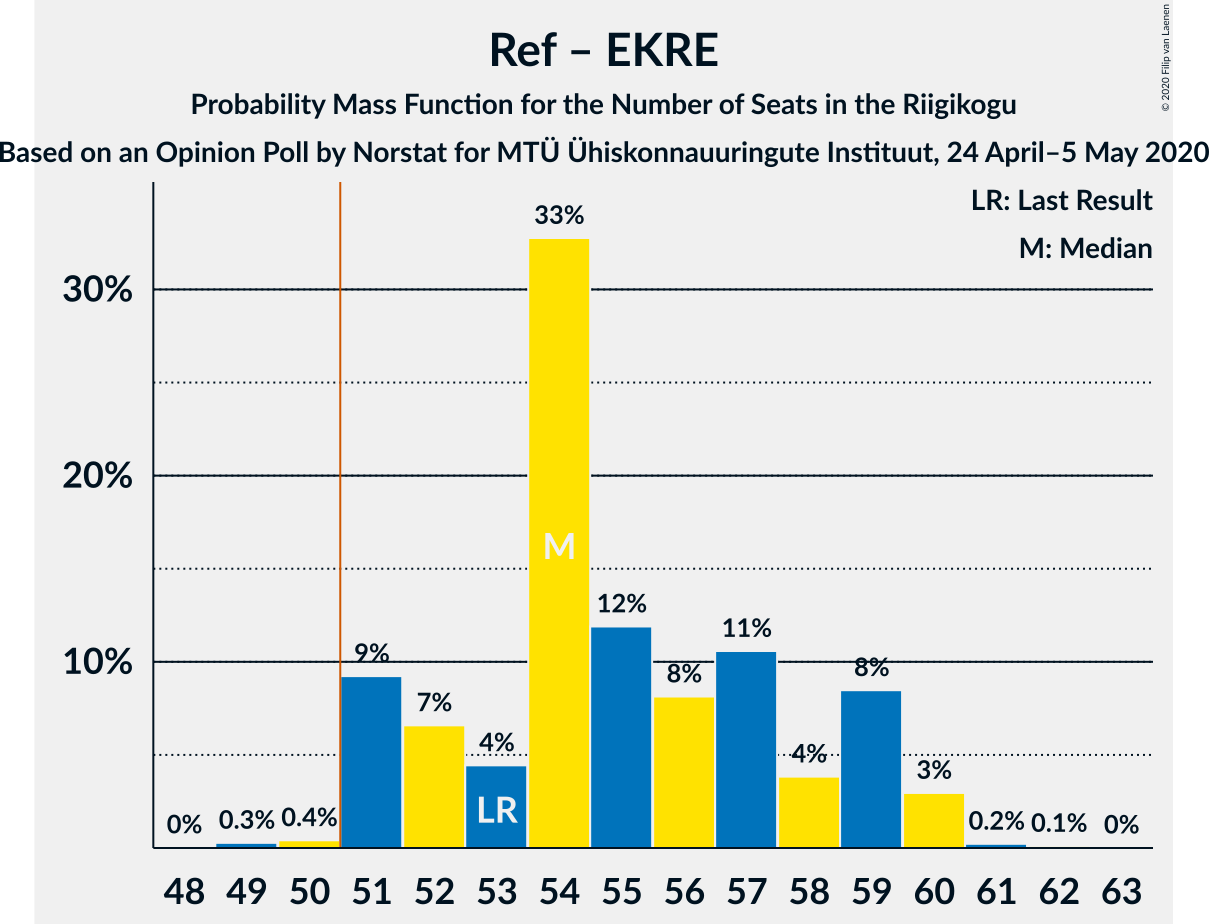 Ref – EKRE
Probability Mass Function for the Number of Seats in the Riigikogu
Based on an Opinion Poll by Norstat for MTÜ Ühiskonnauuringute Instituut, 24 April–5 May 2020
© 2020 Filip van Laenen
LR: Last Result
M: Median
30%
20%
10%
0%
0.3%
0.4%
9%
7%
4%
33%
12%
8%
11%
4%
8%
3%
0.2%
0.1%
0%
LR
M
48 49 50 51 52 53 54 55 56 57 58 59 60 61 62 63